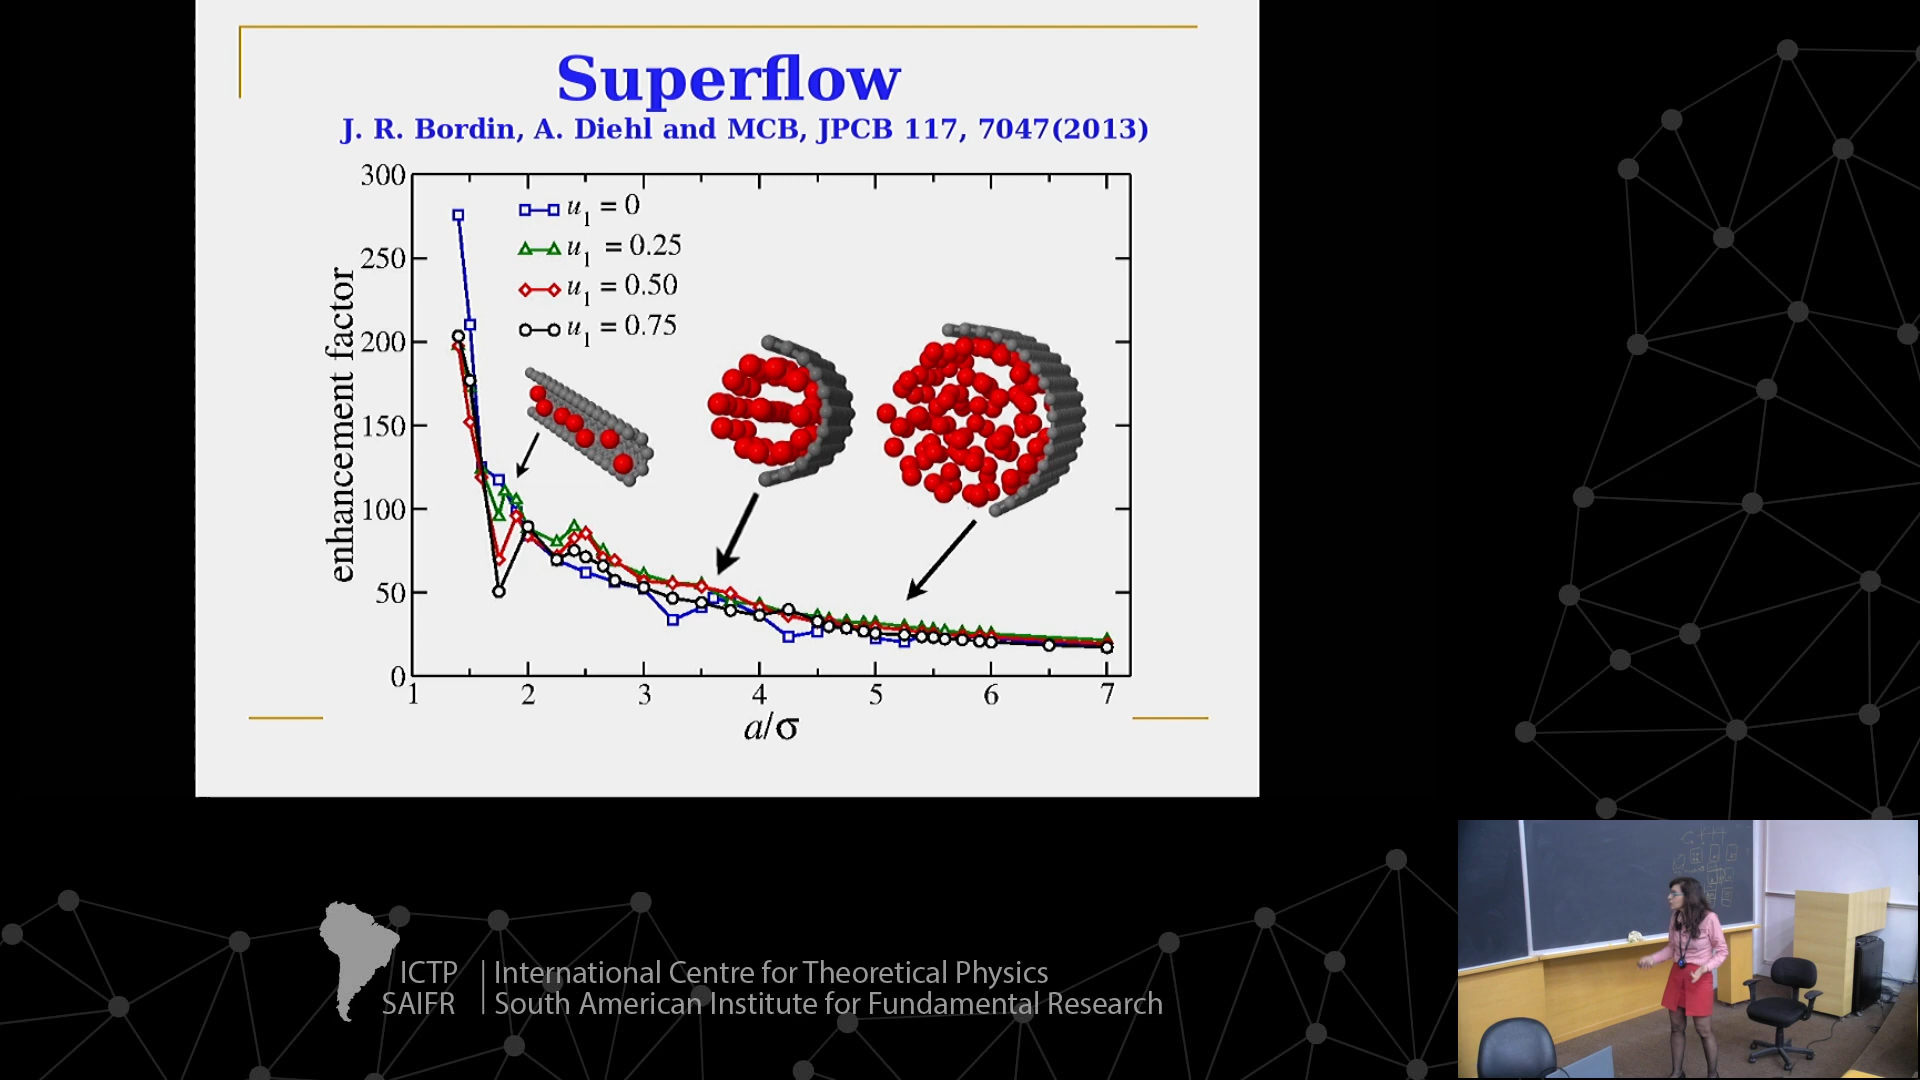 Superflow
J. R. Bordin, A. Diehl and MCB, JPCB 117, 7047(2013)
300
250
200
150
100
50
0
enhancement factor
u1 = 0
u1 = 0.25
u1 = 0.50
u1 = 0.75
1 2 3 4 5 6 7
a/σ
ICTP | International Centre for Theoretical Physics
SAIFR | South American Institute for Fundamental Research